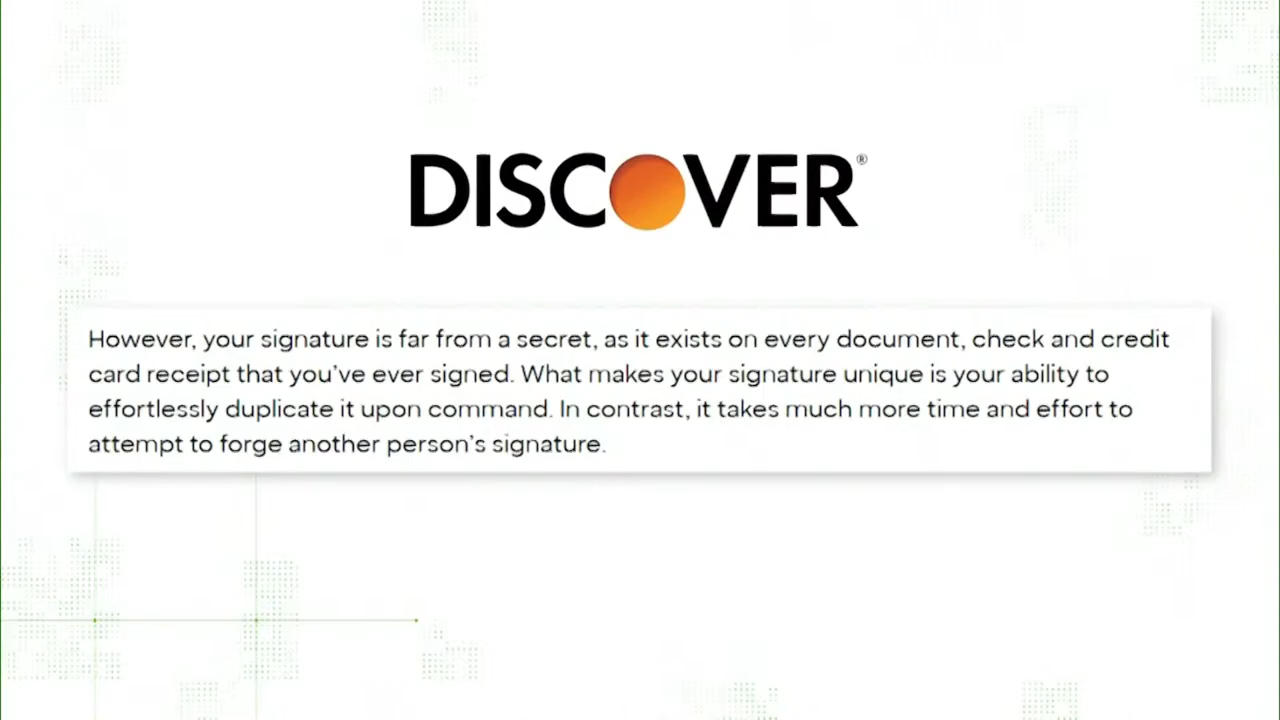 DISCOVER®
However, your signature is far from a secret, as it exists on every document, check and credit
card receipt that you've ever signed. What makes your signature unique is your ability to
effortlessly duplicate it upon command. In contrast, it takes much more time and effort to
attempt to forge another person's signature.